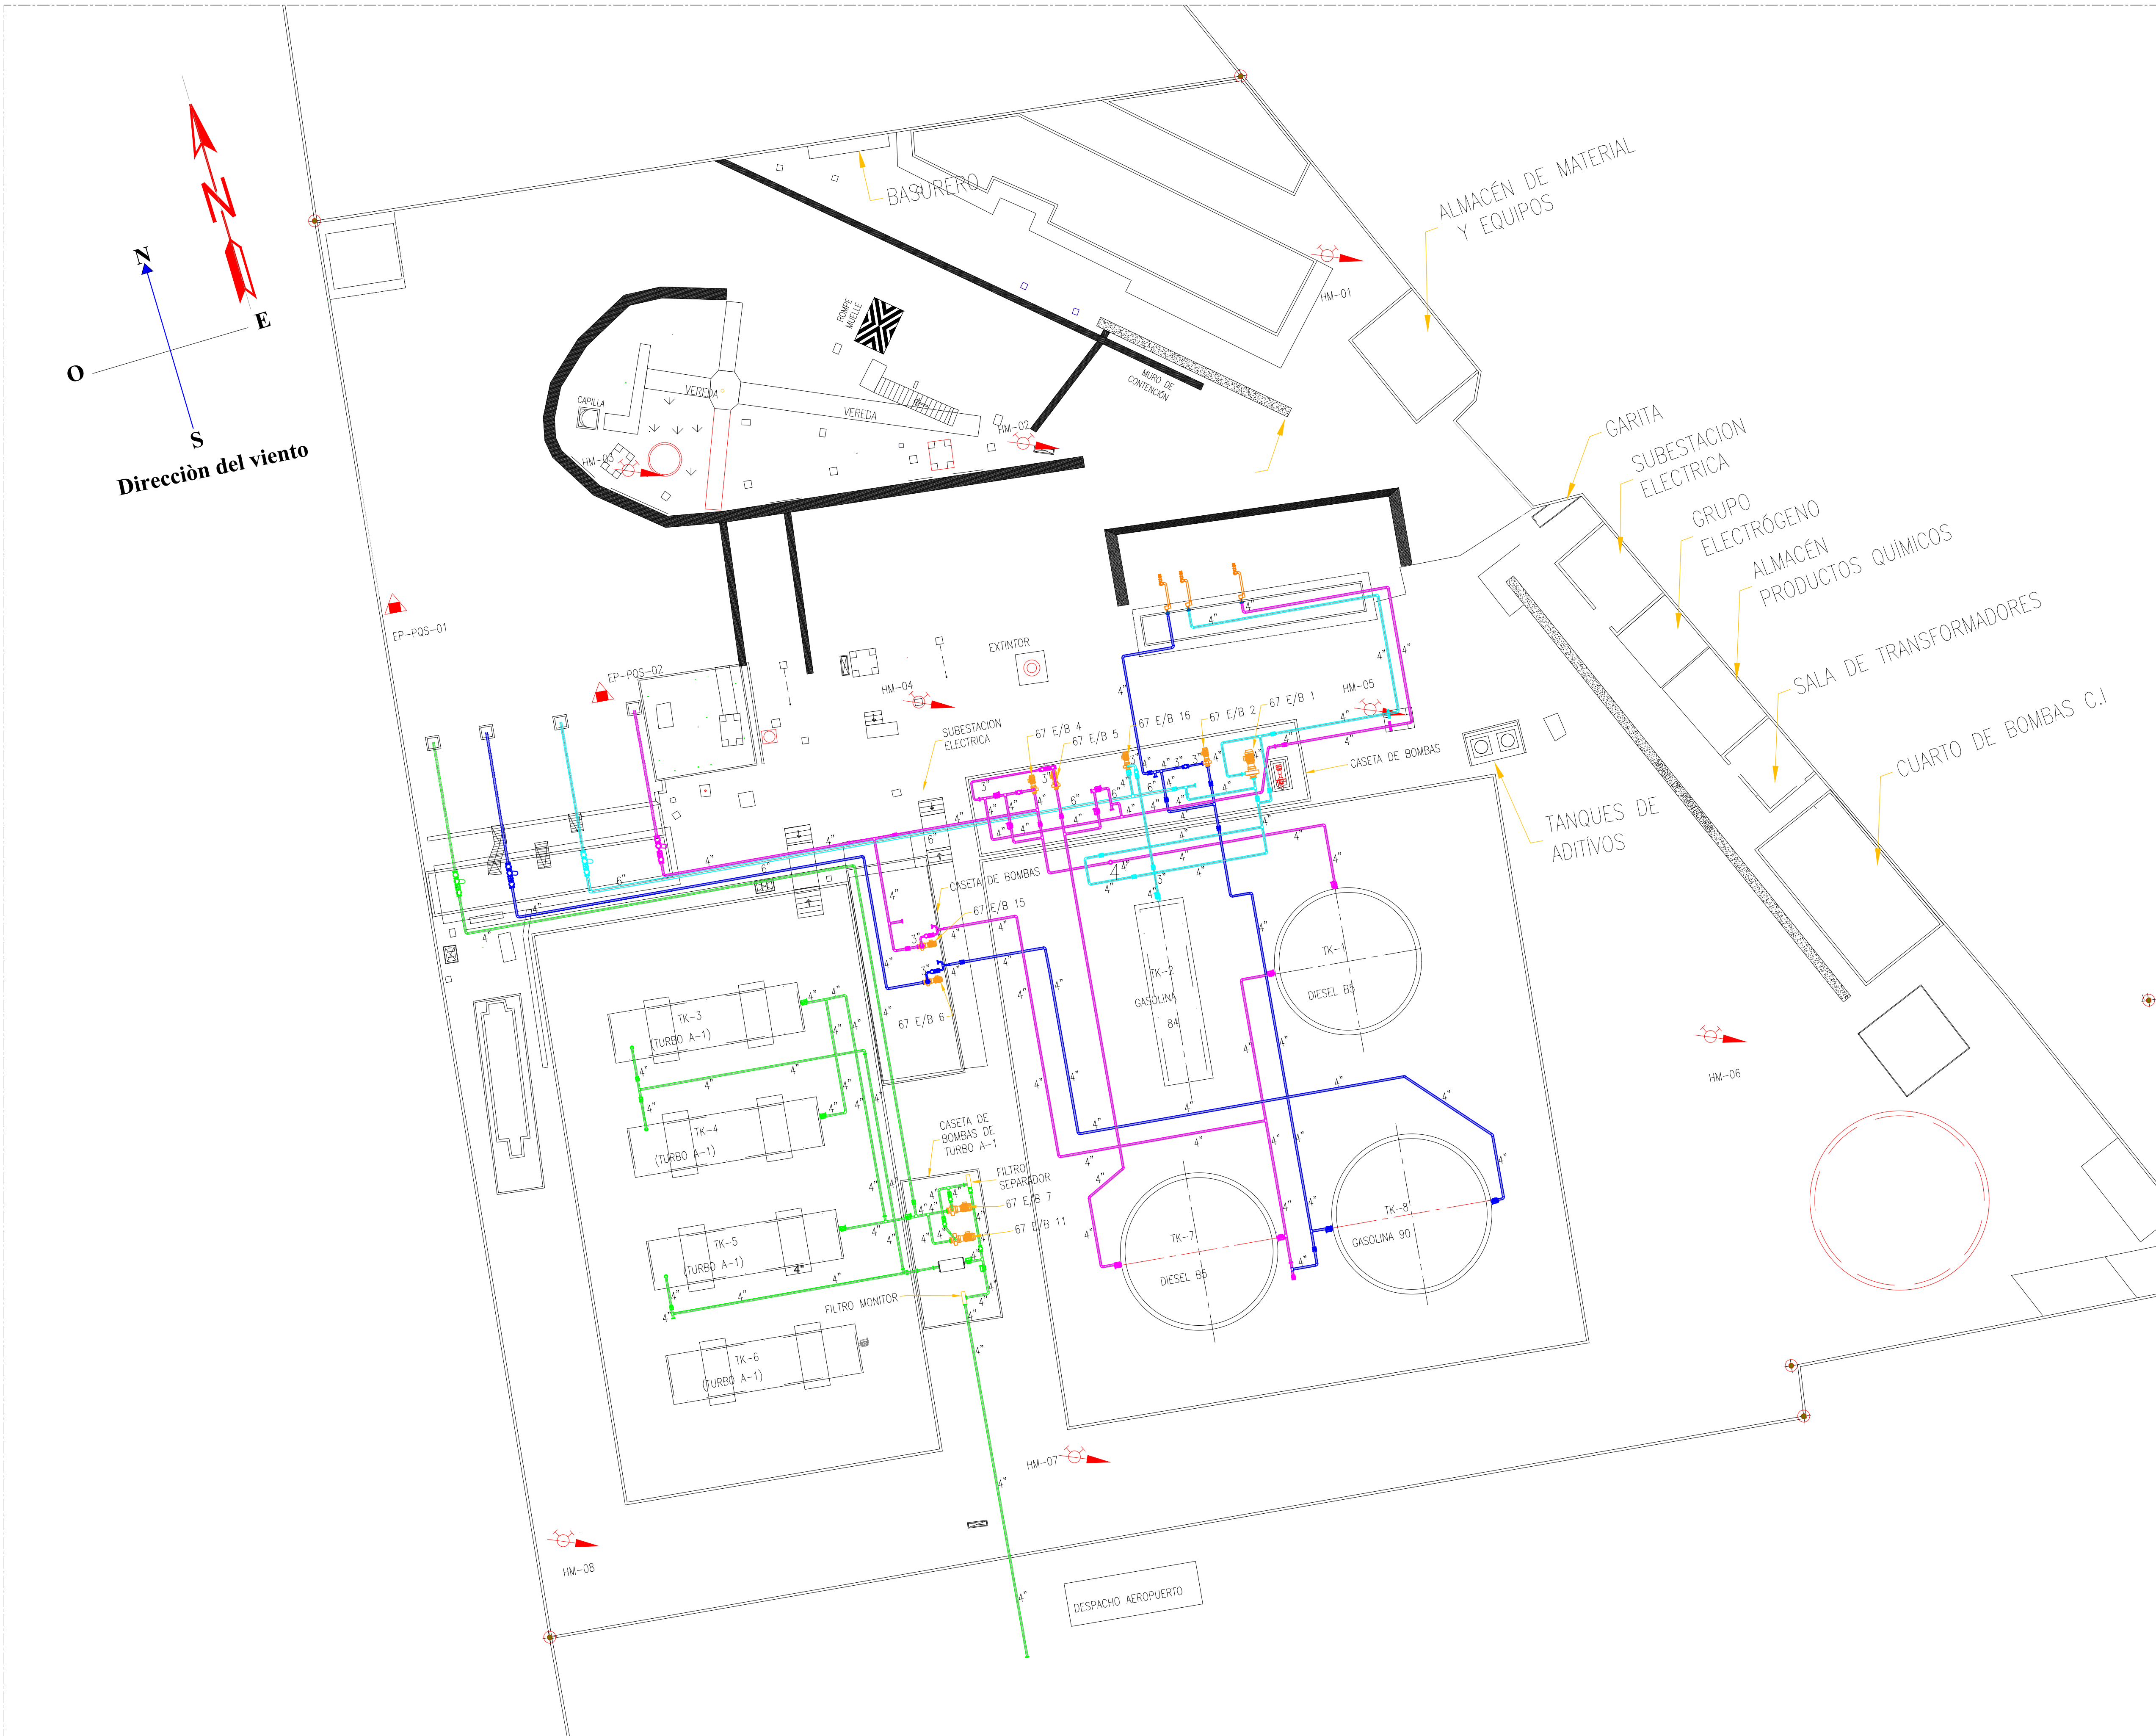 BASURERO
ALMACÉN DE MATERIAL
Y EQUIPOS
N
N
E
O
S
Direcciòn del viento
HM-01
ROMPE
MUELLE
MURO DE
CONTENCIÓN
VEREDA
VEREDA
CAPILLA
HM-02
HM-03
GARITA
SUBESTACION
ELECTRICA
GRUPO
ELECTRÓGENO
ALMACÉN
PRODUCTOS QUÍMICOS
SALA DE TRANSFORMADORES
CUARTO DE BOMBAS C.I
TANQUES DE
ADITÍVOS
EP-PQS-01
EP-PQS-02
EXTINTOR
HM-04
HM-05
SUBESTACION
ELECTRICA
67 E/B 4
67 E/B 5
67 E/B 16
67 E/B 2
67 E/B 1
CASETA DE BOMBAS
CASETA DE BOMBAS
67 E/B 15
67 E/B 6
4"
6"
3"
TK-1
DIESEL B5
TK-2
GASOLINA
84
TK-3
(TURBO A-1)
TK-4
(TURBO A-1)
TK-5
(TURBO A-1)
TK-6
(TURBO A-1)
CASETA DE
BOMBAS DE
TURBO A-1
FILTRO
SEPARADOR
67 E/B 7
67 E/B 11
FILTRO MONITOR
TK-7
DIESEL B5
TK-8
GASOLINA 90
HM-06
HM-07
HM-08
DESPACHO AEROPUERTO